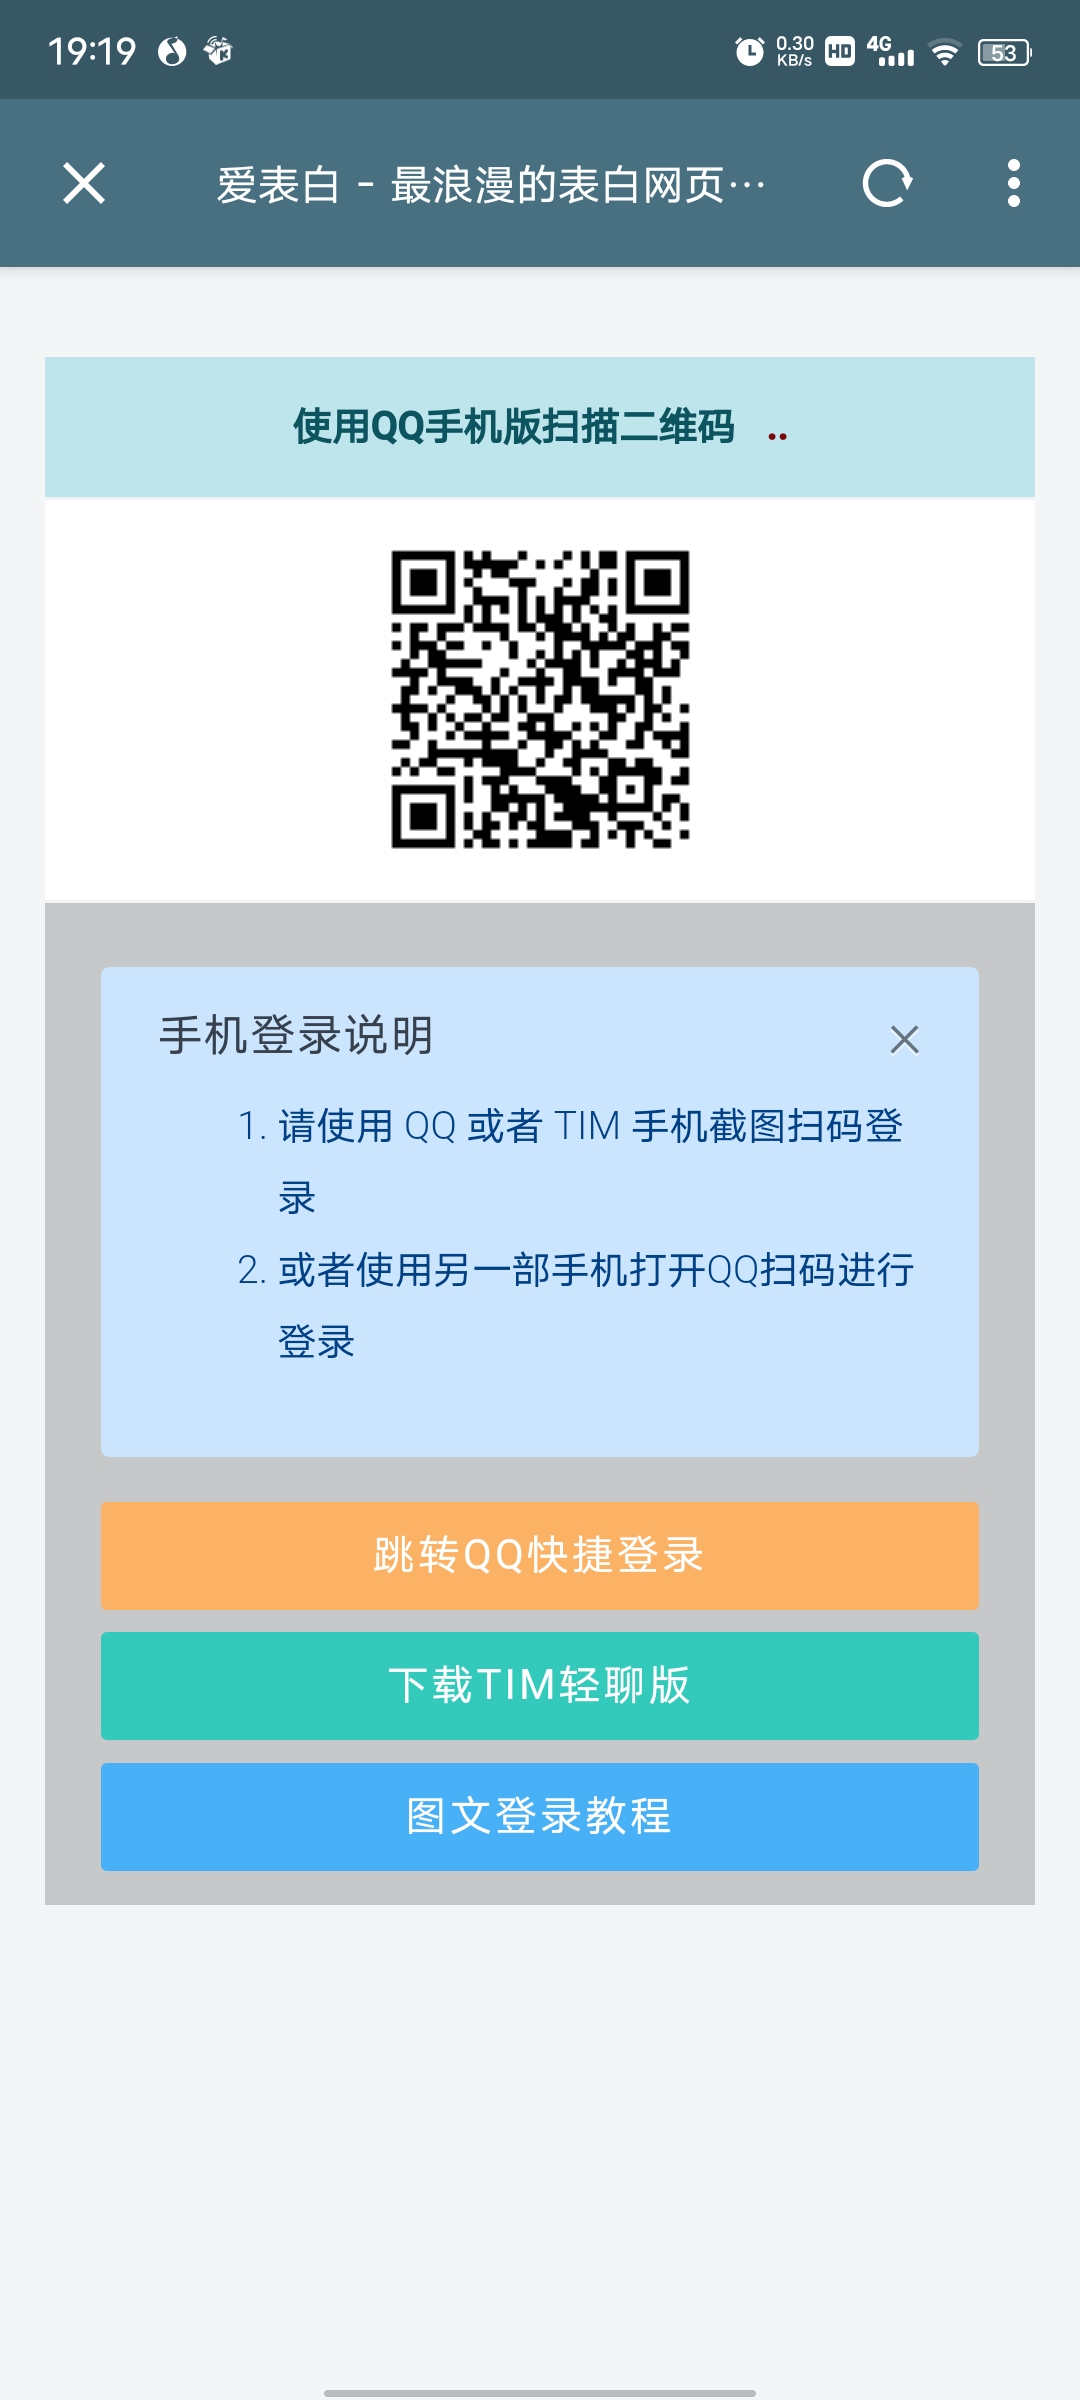 19:19
0.30 KB/s HD 4G 53
爱表白 - 最浪漫的表白网页…
使用QQ手机版扫描二维码 ..
手机登录说明
1. 请使用 QQ 或者 TIM 手机截图扫码登
录
2. 或者使用另一部手机打开QQ扫码进行
登录
跳转QQ快捷登录
下载TIM轻聊版
图文登录教程